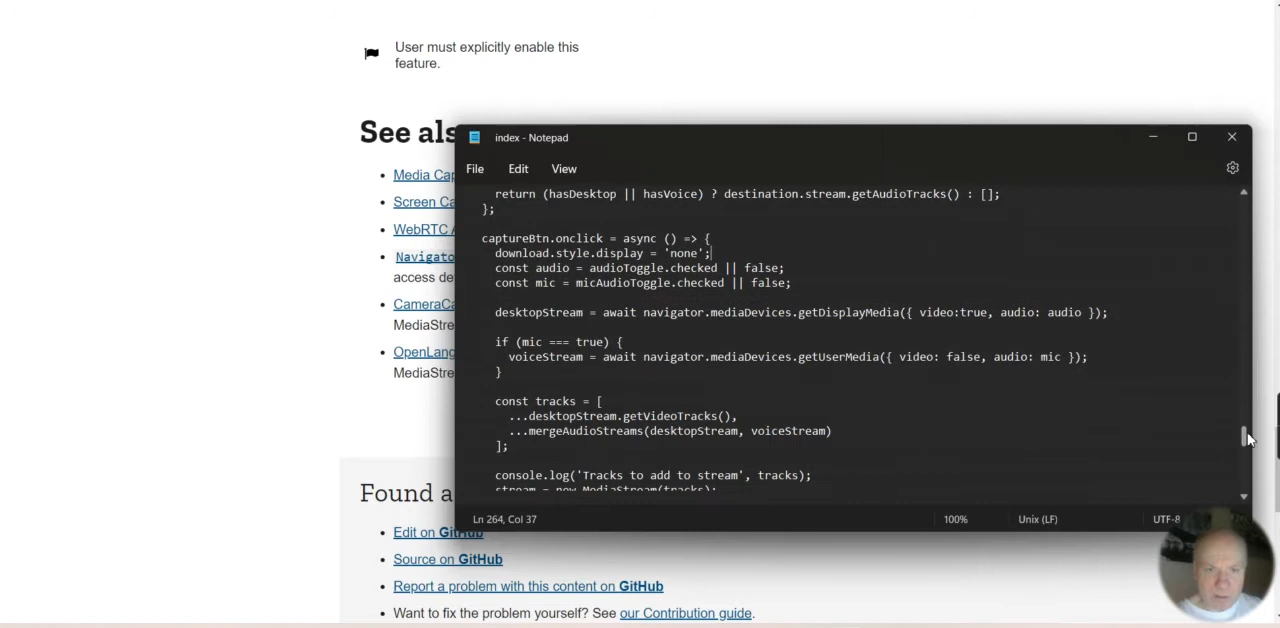 User must explicitly enable this
feature.
See als
Media Cap
Screen Ca
WebRTC A
Navigato
access de
CameraCa
MediaStre
OpenLang
MediaStre
Found a
Edit on GitHub
Source on GitHub
Report a problem with this content on GitHub
Want to fix the problem yourself? See our Contribution guide.
index - Notepad
File Edit View
return (hasDesktop || hasVoice) ? destination.stream.getAudioTracks() : [];
};
captureBtn.onclick = async () => {
download.style.display = 'none';
const audio = audioToggle.checked || false;
const mic = micAudioToggle.checked || false;
desktopStream = await navigator.mediaDevices.getDisplayMedia({ video:true, audio: audio });
if (mic === true) {
voiceStream = await navigator.mediaDevices.getUserMedia({ video: false, audio: mic });
}
const tracks = [
...desktopStream.getVideoTracks(),
...mergeAudioStreams(desktopStream, voiceStream)
];
console.log('Tracks to add to stream', tracks);
stream = new MediaStream(tracks);
Ln 264, Col 37 100% Unix (LF) UTF-8